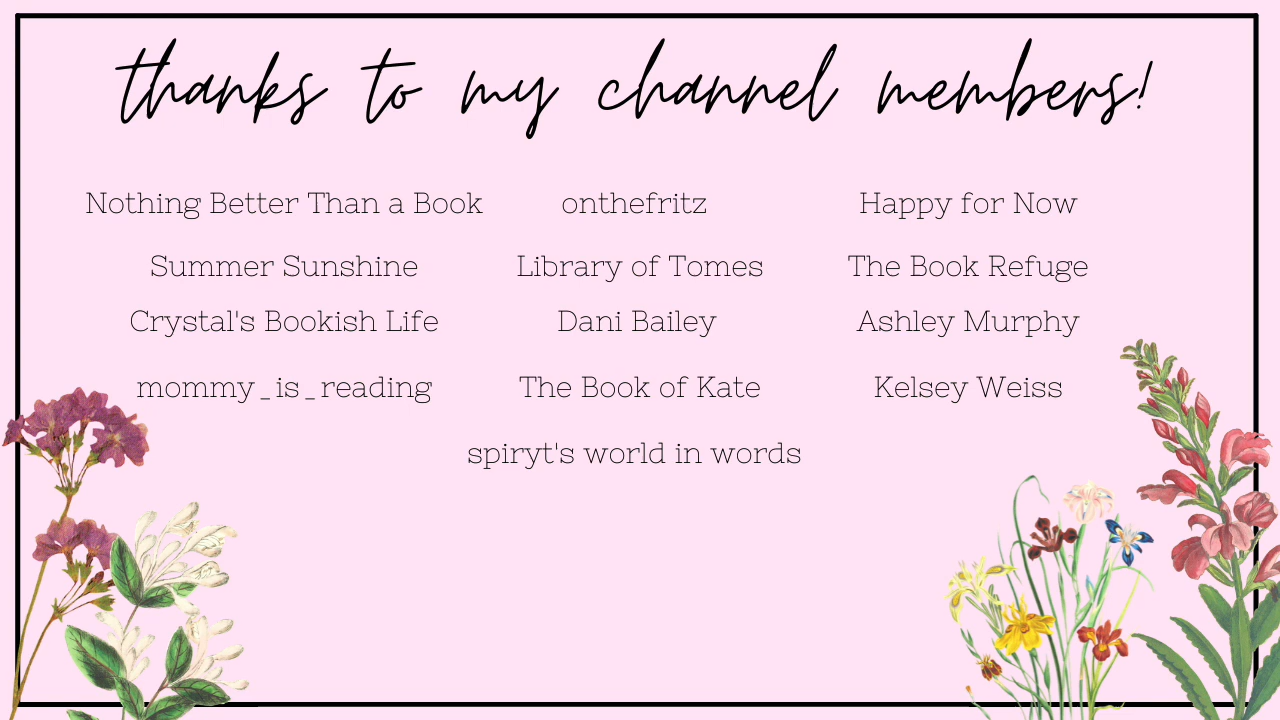 thanks to my channel members!
Nothing Better Than a Book onthefritz Happy for Now
Summer Sunshine Library of Tomes The Book Refuge
Crystal's Bookish Life Dani Bailey Ashley Murphy
mommy_is_reading The Book of Kate Kelsey Weiss
spiryt's world in words